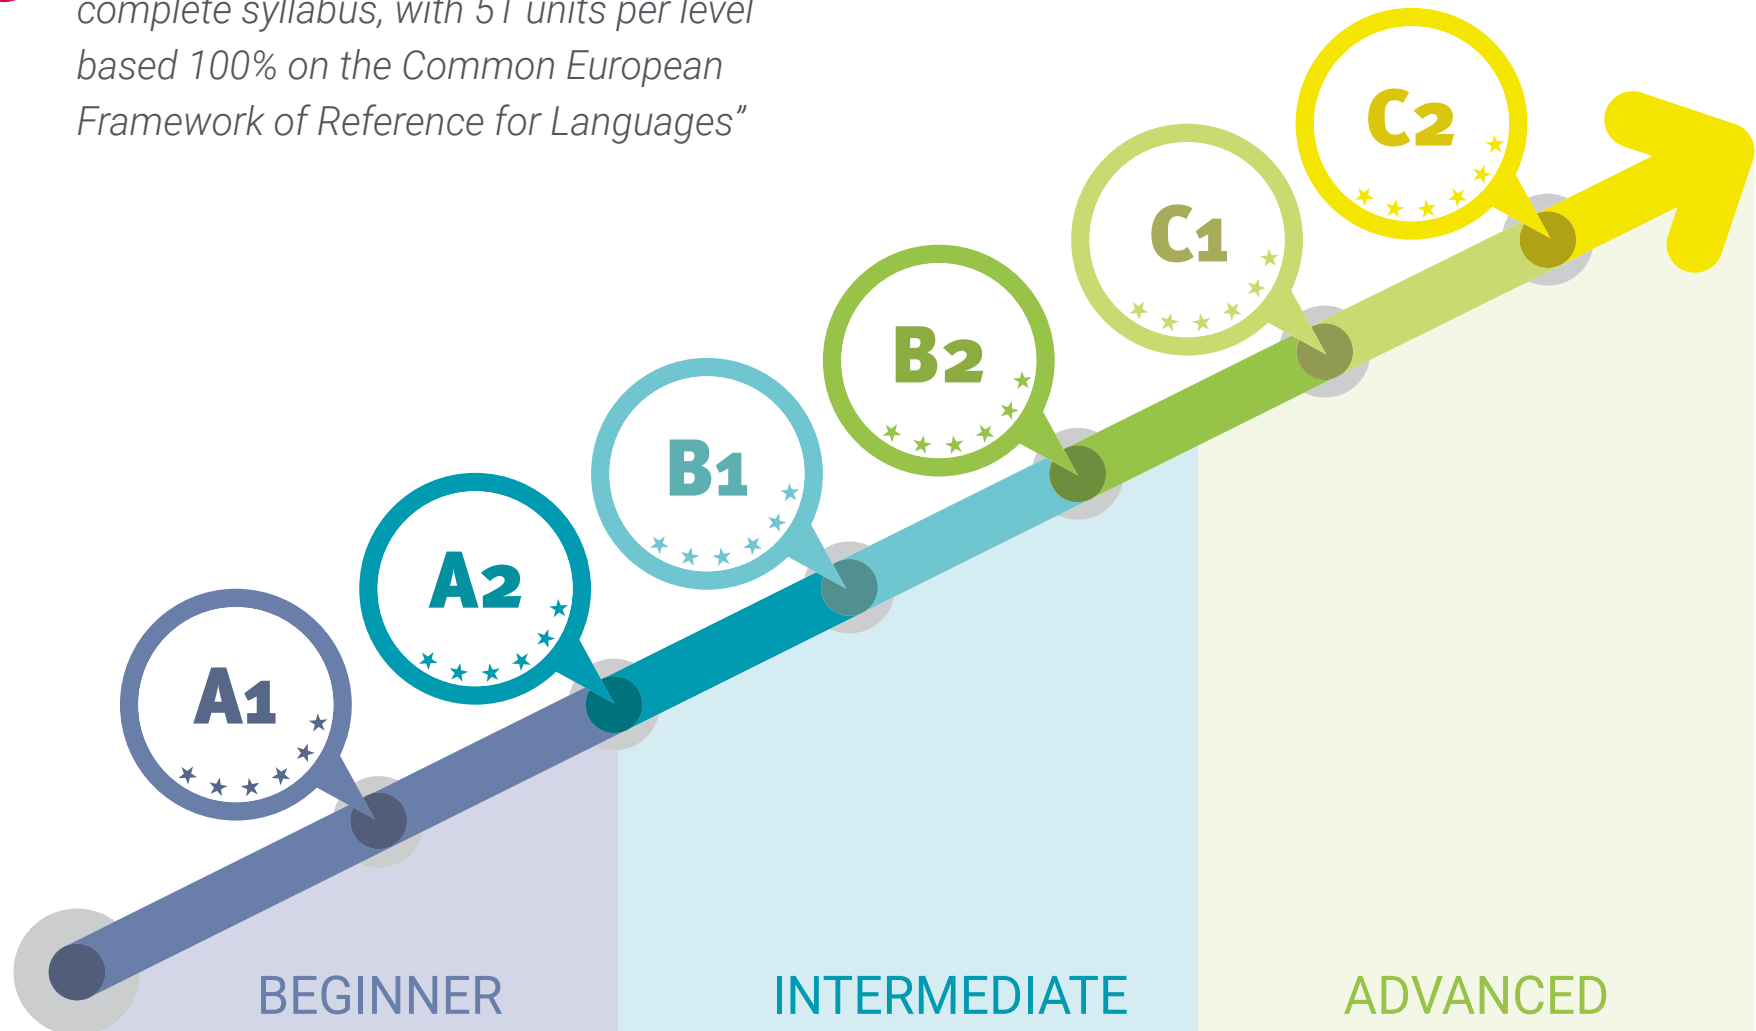 complete syllabus, with 51 units per level
based 100% on the Common European
Framework of Reference for Languages”
C2
C1
B2
B1
A2
A1
BEGINNER
INTERMEDIATE
ADVANCED